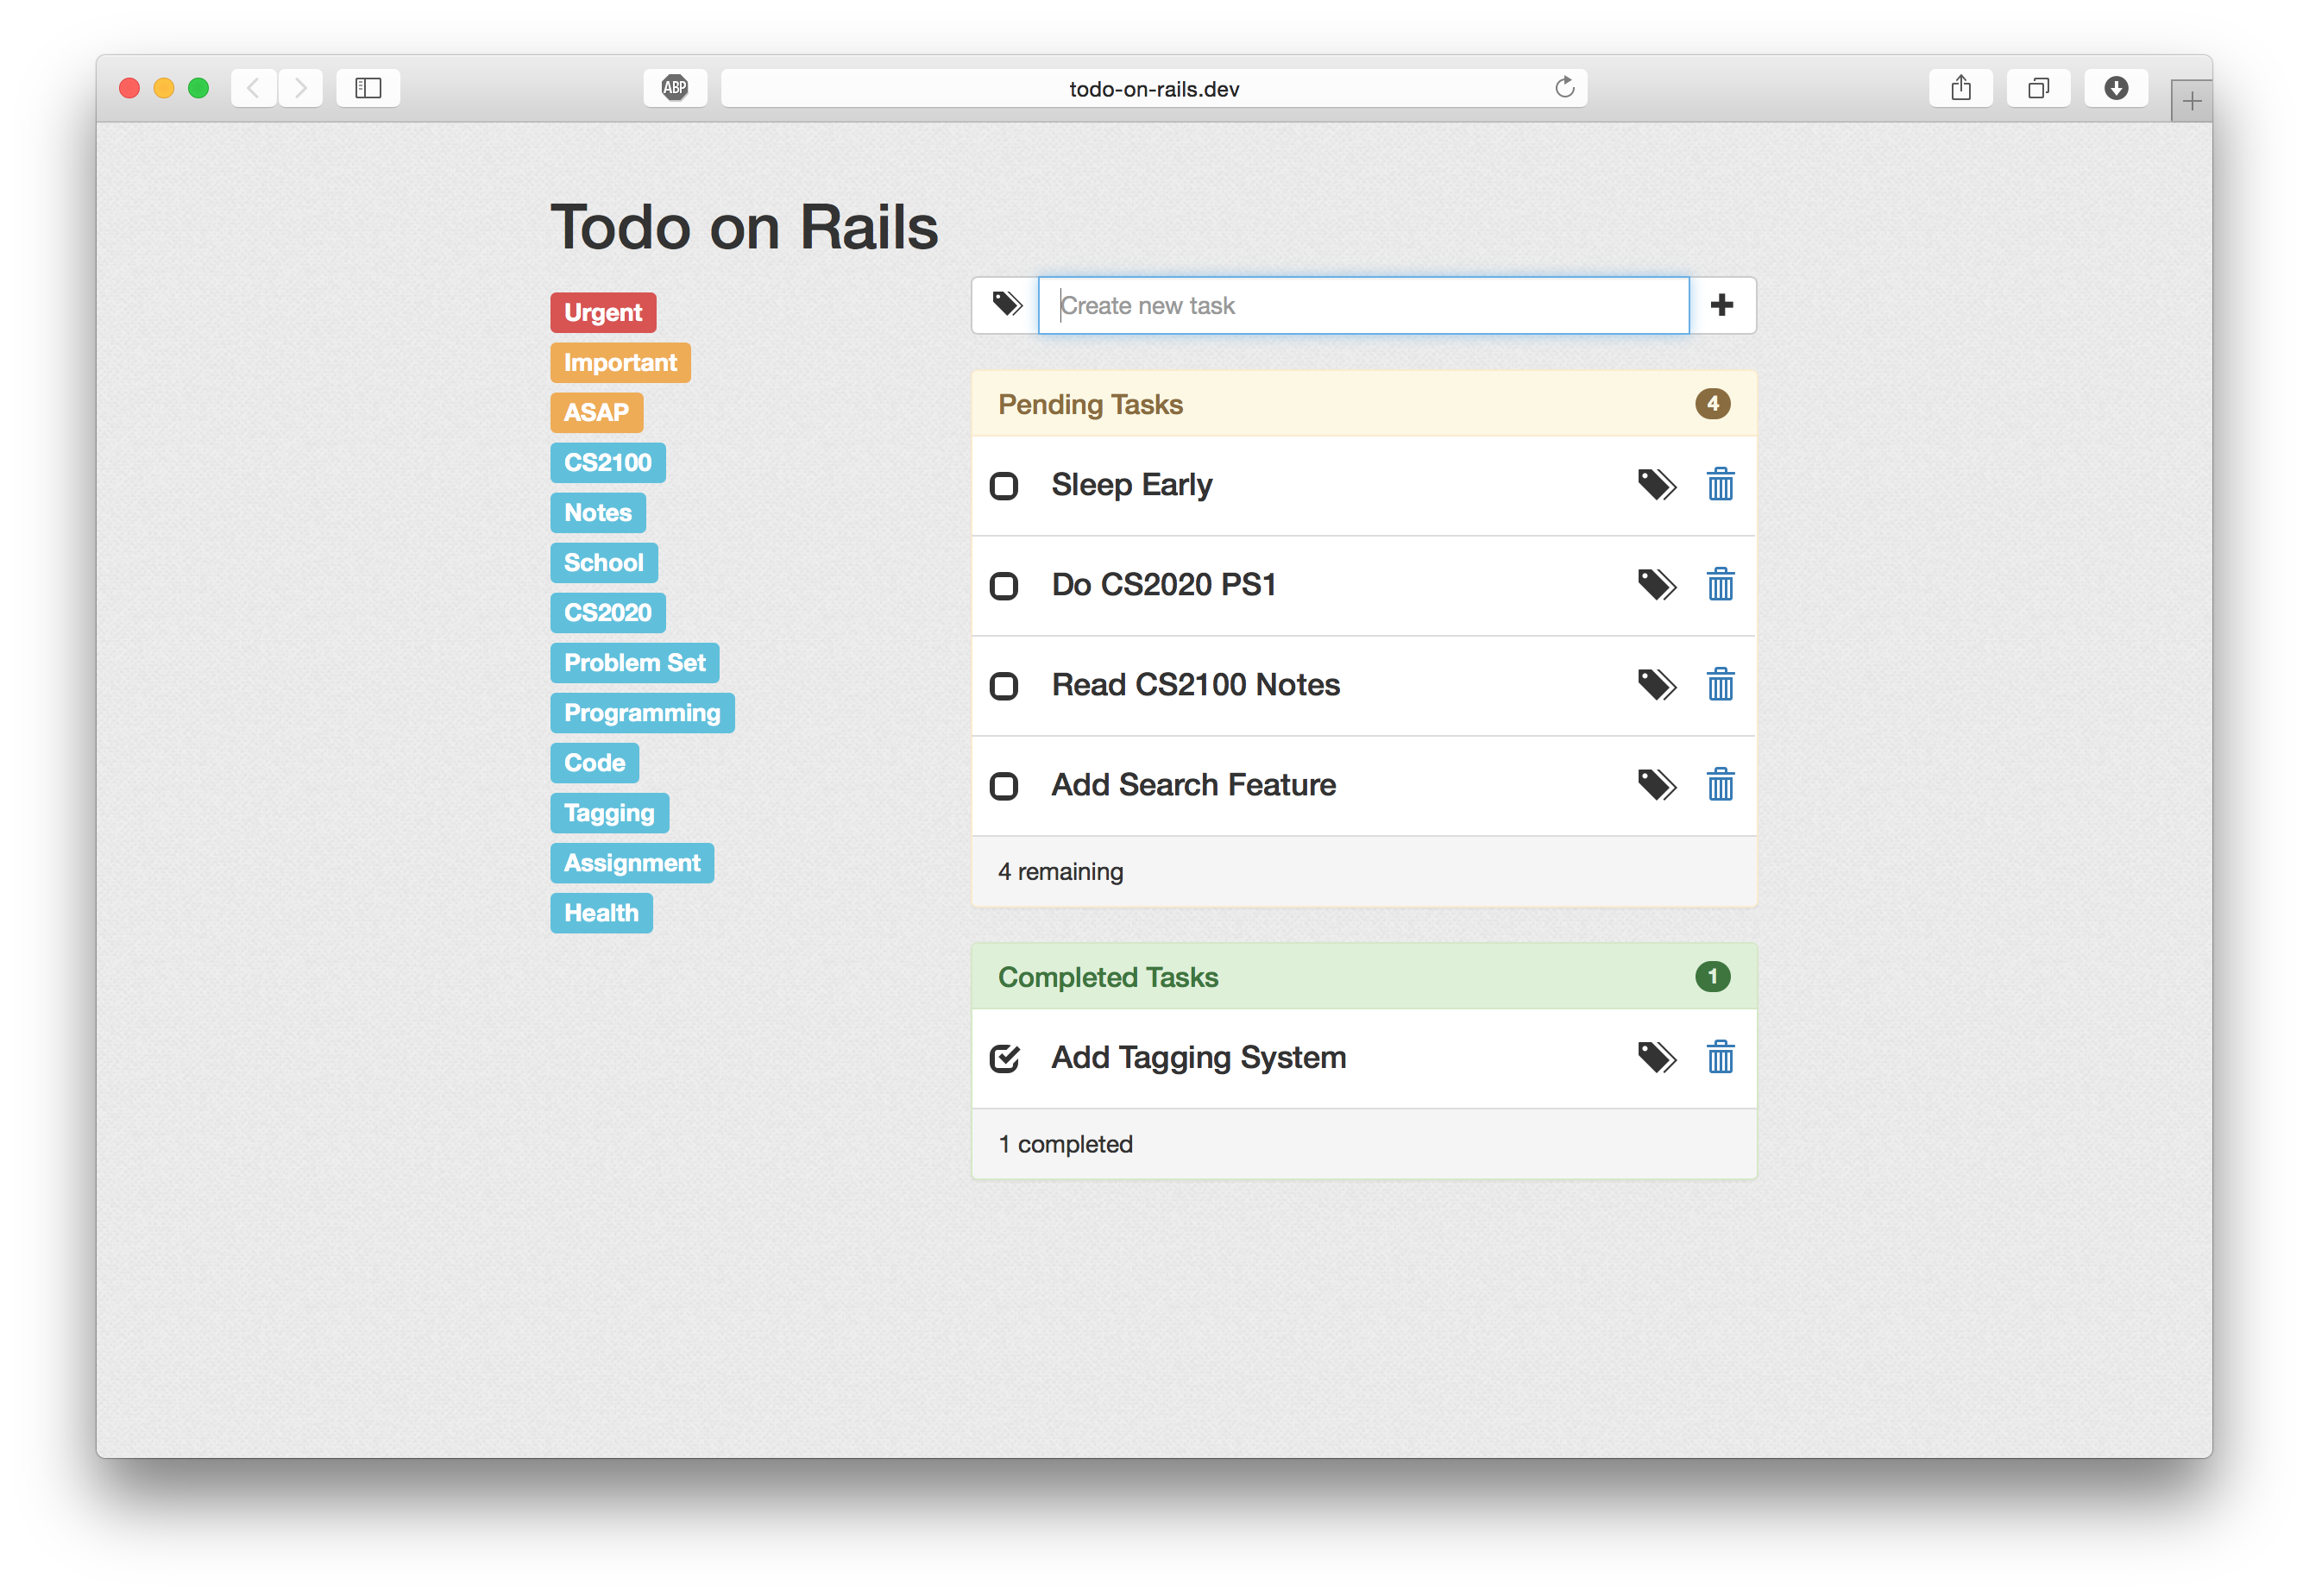 ABP
todo-on-rails.dev
Todo on Rails
Urgent
Important
ASAP
CS2100
Notes
School
CS2020
Problem Set
Programming
Code
Tagging
Assignment
Health
Create new task
Pending Tasks 4
Sleep Early
Do CS2020 PS1
Read CS2100 Notes
Add Search Feature
4 remaining
Completed Tasks 1
Add Tagging System
1 completed